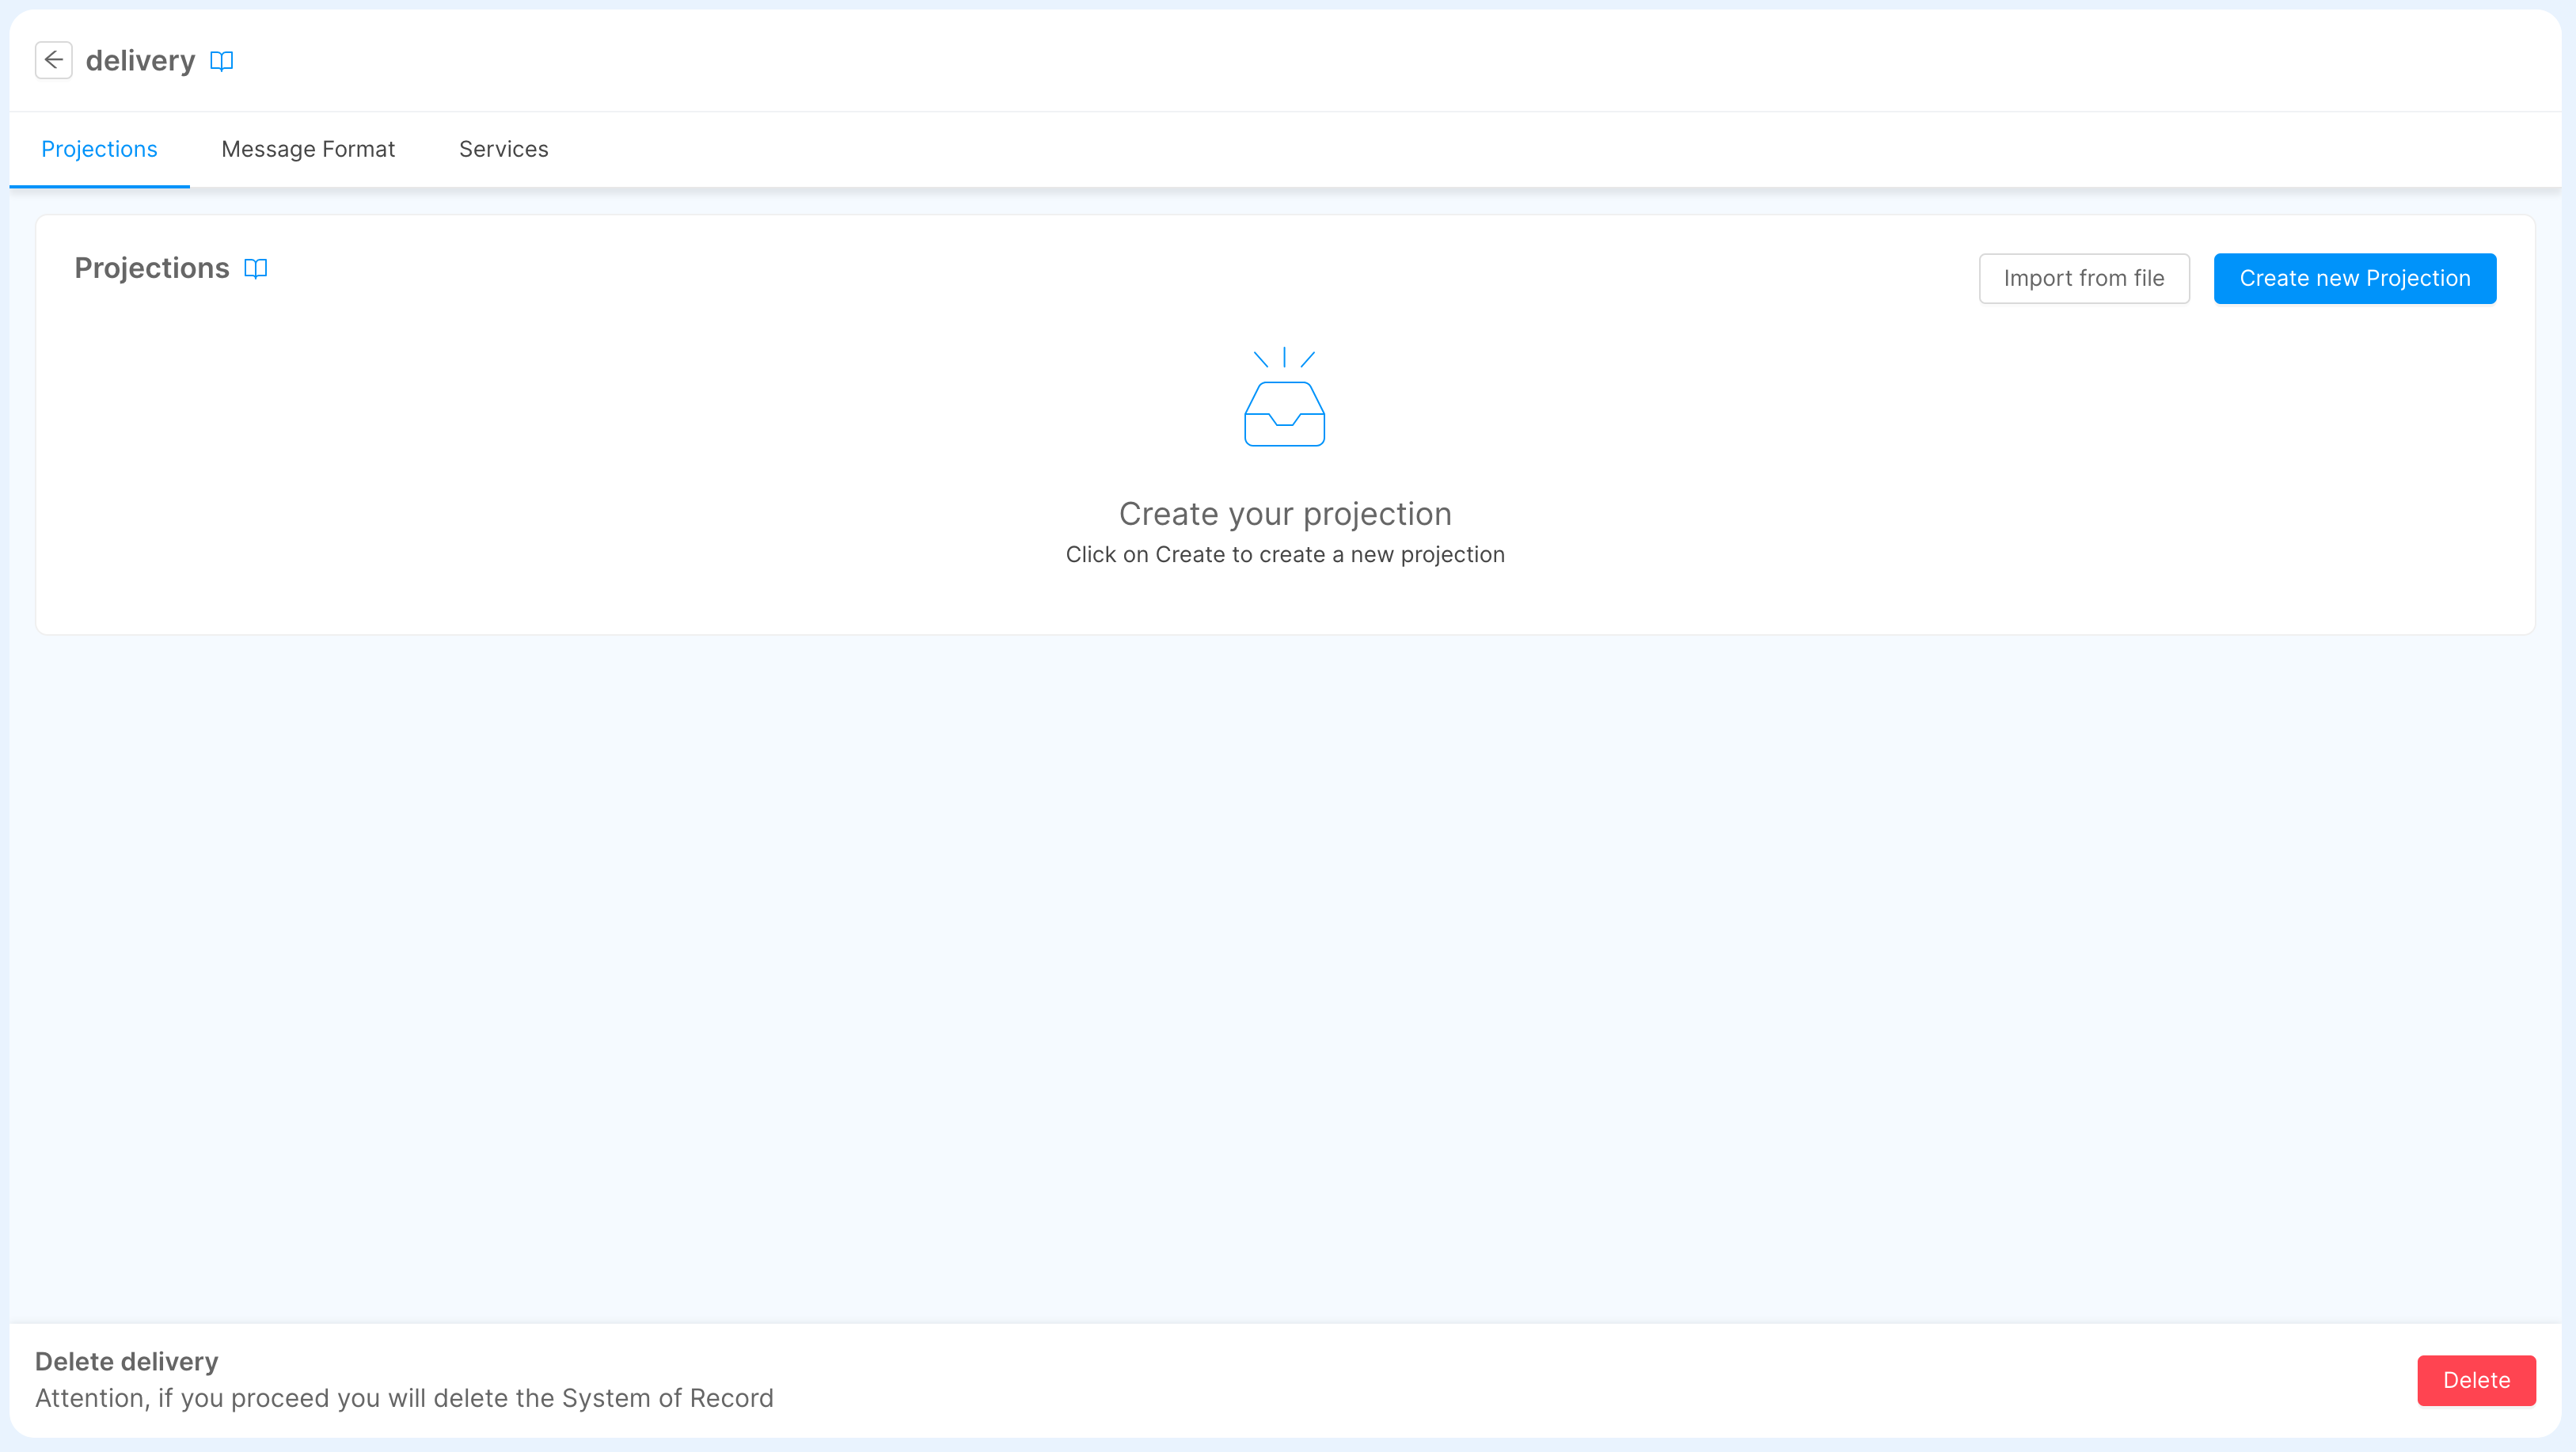 delivery
Projections
Message Format
Services
Projections
Import from file
Create new Projection
Create your projection
Click on Create to create a new projection
Delete delivery
Attention, if you proceed you will delete the System of Record
Delete